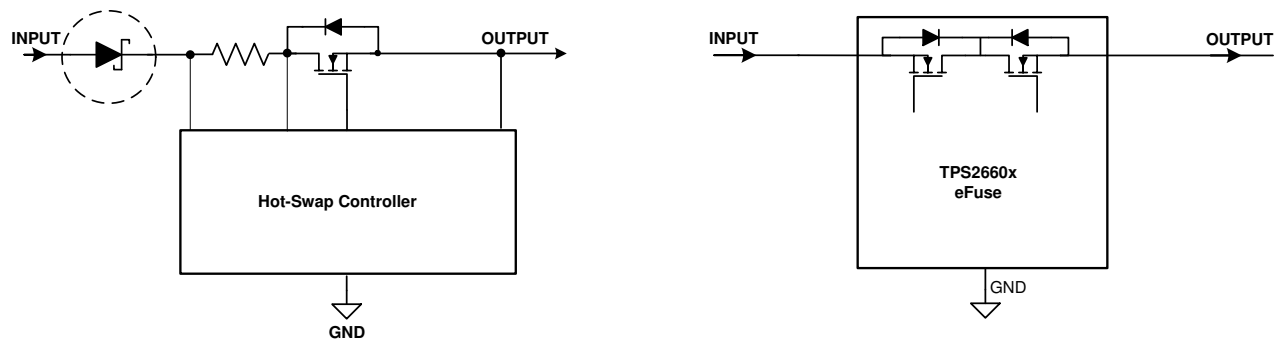 INPUT
OUTPUT
Hot-Swap Controller
GND
INPUT
OUTPUT
TPS2660x
eFuse
GND